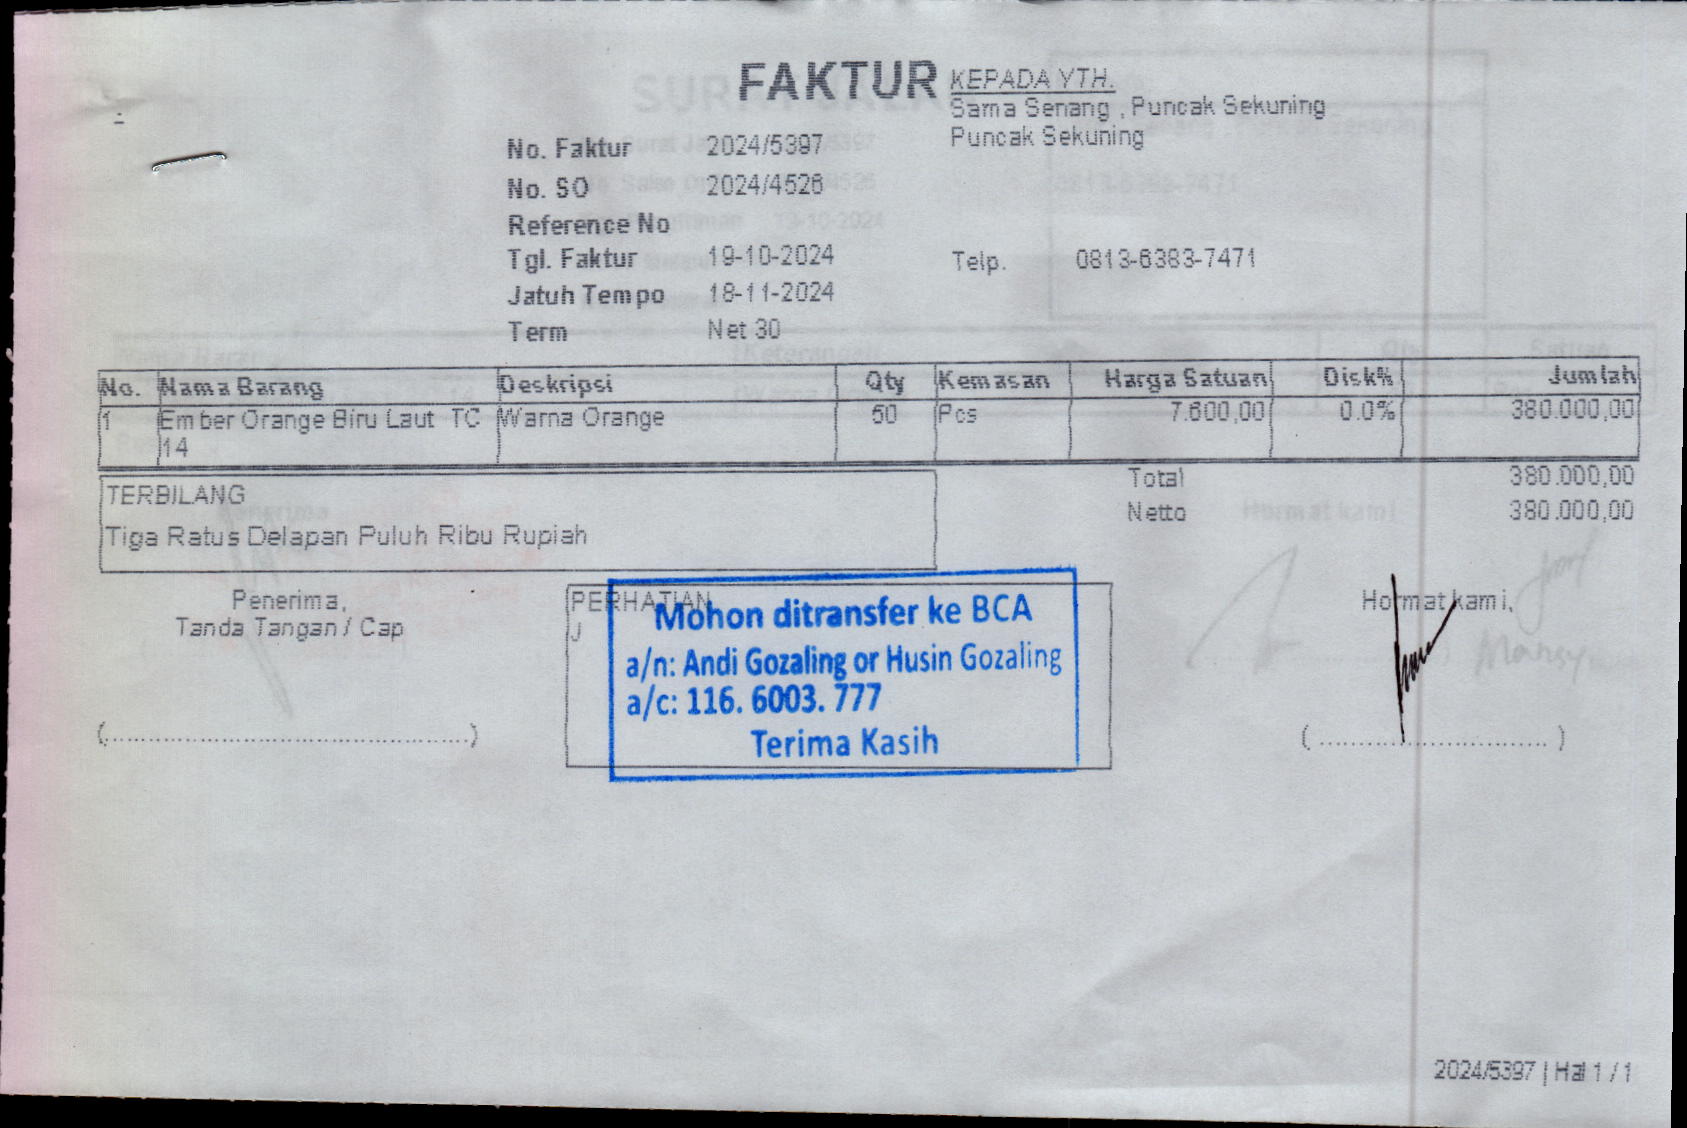 FAKTUR
KEPADA YTH.
Sama Senang , Puncak Sekuning
Puncak Sekuning
No. Faktur 2024/5397
No. SO 2024/4526
Reference No
Tgl. Faktur 19-10-2024
Telp. 0813-6383-7471
Jatuh Tempo 18-11-2024
Term Net 30
No. Nama Barang Deskripsi Qty Kemasan Harga Satuan Disk% Jumlah
1 Ember Orange Biru Laut TC Warna Orange 50 Pcs 7.600,00 0.0% 380.000,00
14
Total 380.000,00
Netto 380.000,00
TERBILANG
Tiga Ratus Delapan Puluh Ribu Rupiah
Penerima,
Tanda Tangan / Cap
(................................................)
PERHATIAN
J
Mohon ditransfer ke BCA
a/n: Andi Gozaling or Husin Gozaling
a/c: 116. 6003. 777
Terima Kasih
Hormat kami,
( .............................. )
2024/5397 | Hal 1 / 1